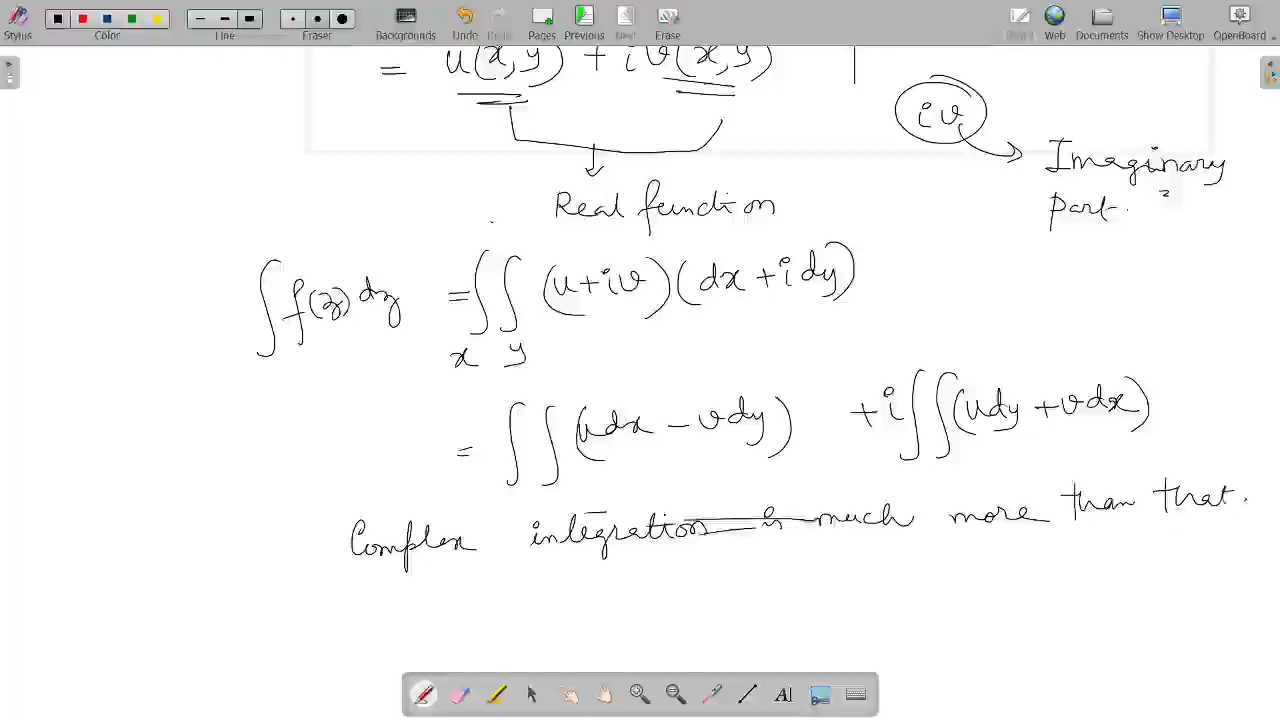 Stylus Color Line Eraser Backgrounds Undo Pages Previous Next Erase Web Documents Show Desktop OpenBoard
= u(x,y) + iv(x,y)
iv
Imaginary
part.
Real function
∫ f(z) dz = ∫∫ (u+iv)(dx+idy)
x y
= ∫∫ (udx - vdy) + i∫∫(udy + vdx)
Complex integration is much more than that.
AI